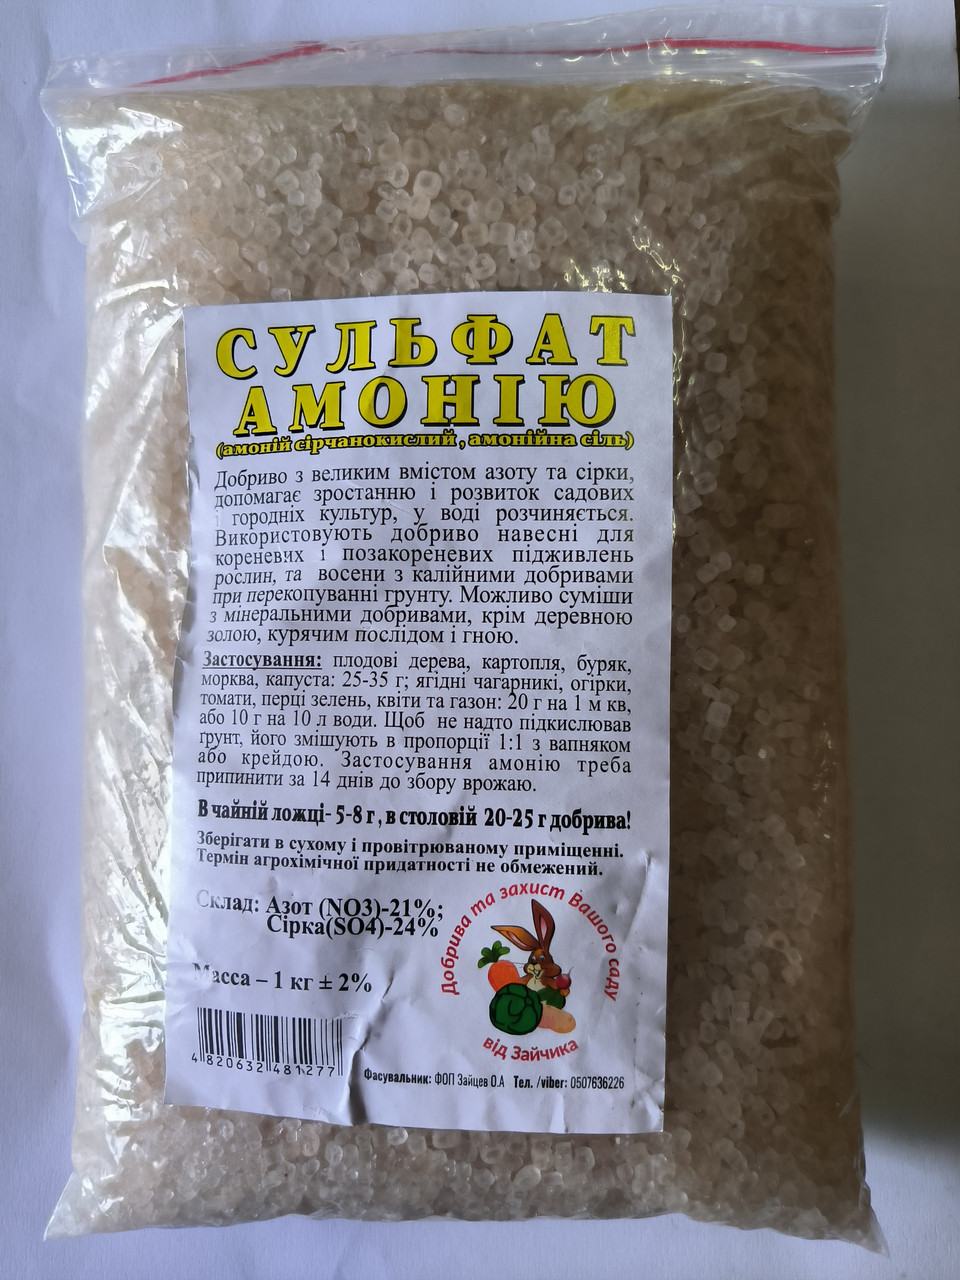 СУЛЬФАТ
АМОНІЮ
(амоній сірчанокислий, амонійна сіль)
Добриво з великим вмістом азоту та сірки,
допомагає зростанню і розвиток садових
і городніх культур, у воді розчиняється.
Використовують добриво навесні для
кореневих і позакореневих підживлень
рослин, та восени з калійними добривами
при перекопуванні ґрунту. Можливо суміши
з мінеральними добривами, крім деревною
золою, курячим послідом і гною.
Застосування: плодові дерева, картопля, буряк,
морква, капуста: 25-35 г; ягідні чагарникі, огірки,
томати, перці зелень, квіти та газон: 20 г на 1 м кв,
або 10 г на 10 л води. Щоб не надто підкислював
ґрунт, його змішують в пропорції 1:1 з вапняком
або крейдою. Застосування амонію треба
припинити за 14 днів до збору врожаю.
В чайній ложці- 5-8 г , в столовій 20-25 г добрива!
Зберігати в сухому і провітрюваному приміщенні.
Термін агрохімічної придатності не обмежений.
Склад: Азот (NO3)-21%;
Сірка(SO4)-24%
Добрива та захист Вашого саду
від Зайчика
Масса – 1 кг ± 2%
4 820632 481277
Фасувальник: ФОП Зайцев О.А Тел. /viber: 0507636226